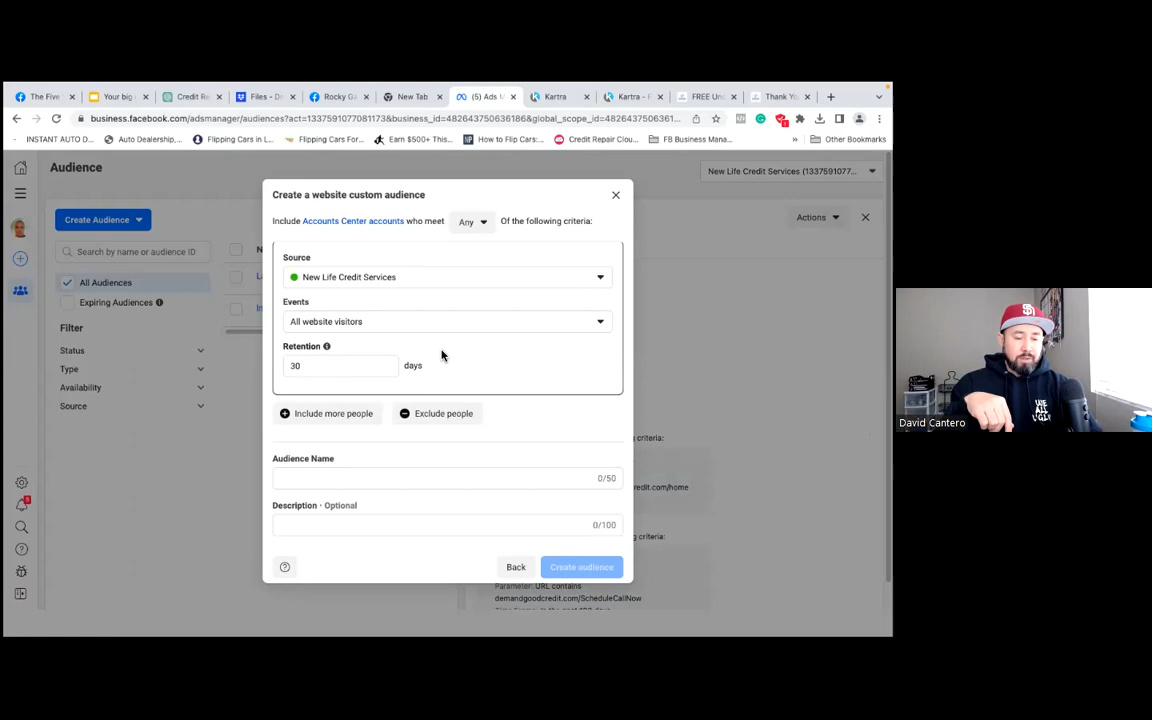 The Five
Your big
Credit Re
Files - Dr
Rocky GA
New Tab
(5) Ads M
Kartra
Kartra - F
FREE Unc
Thank Yo
business.facebook.com/adsmanager/audiences?act=1337591077081173&business_id=482643750636186&global_scope_id=4826437506361...
INSTANT AUTO D...
Auto Dealership,...
Flipping Cars in L...
Flipping Cars For...
Earn $500+ This...
How to Flip Cars:...
Credit Repair Clou...
FB Business Mana...
Other Bookmarks
Audience
New Life Credit Services (1337591077...
Create Audience
Actions
Search by name or audience ID
All Audiences
Expiring Audiences
Filter
Status
Type
Availability
Source
Create a website custom audience
Include Accounts Center accounts who meet Any Of the following criteria:
Source
New Life Credit Services
Events
All website visitors
Retention
30 days
Include more people
Exclude people
Audience Name
0/50
Description · Optional
0/100
Back
Create audience
g criteria:
redit.com/home
g criteria:
Parameter: URL contains
demandgoodcredit.com/ScheduleCallNow
David Cantero